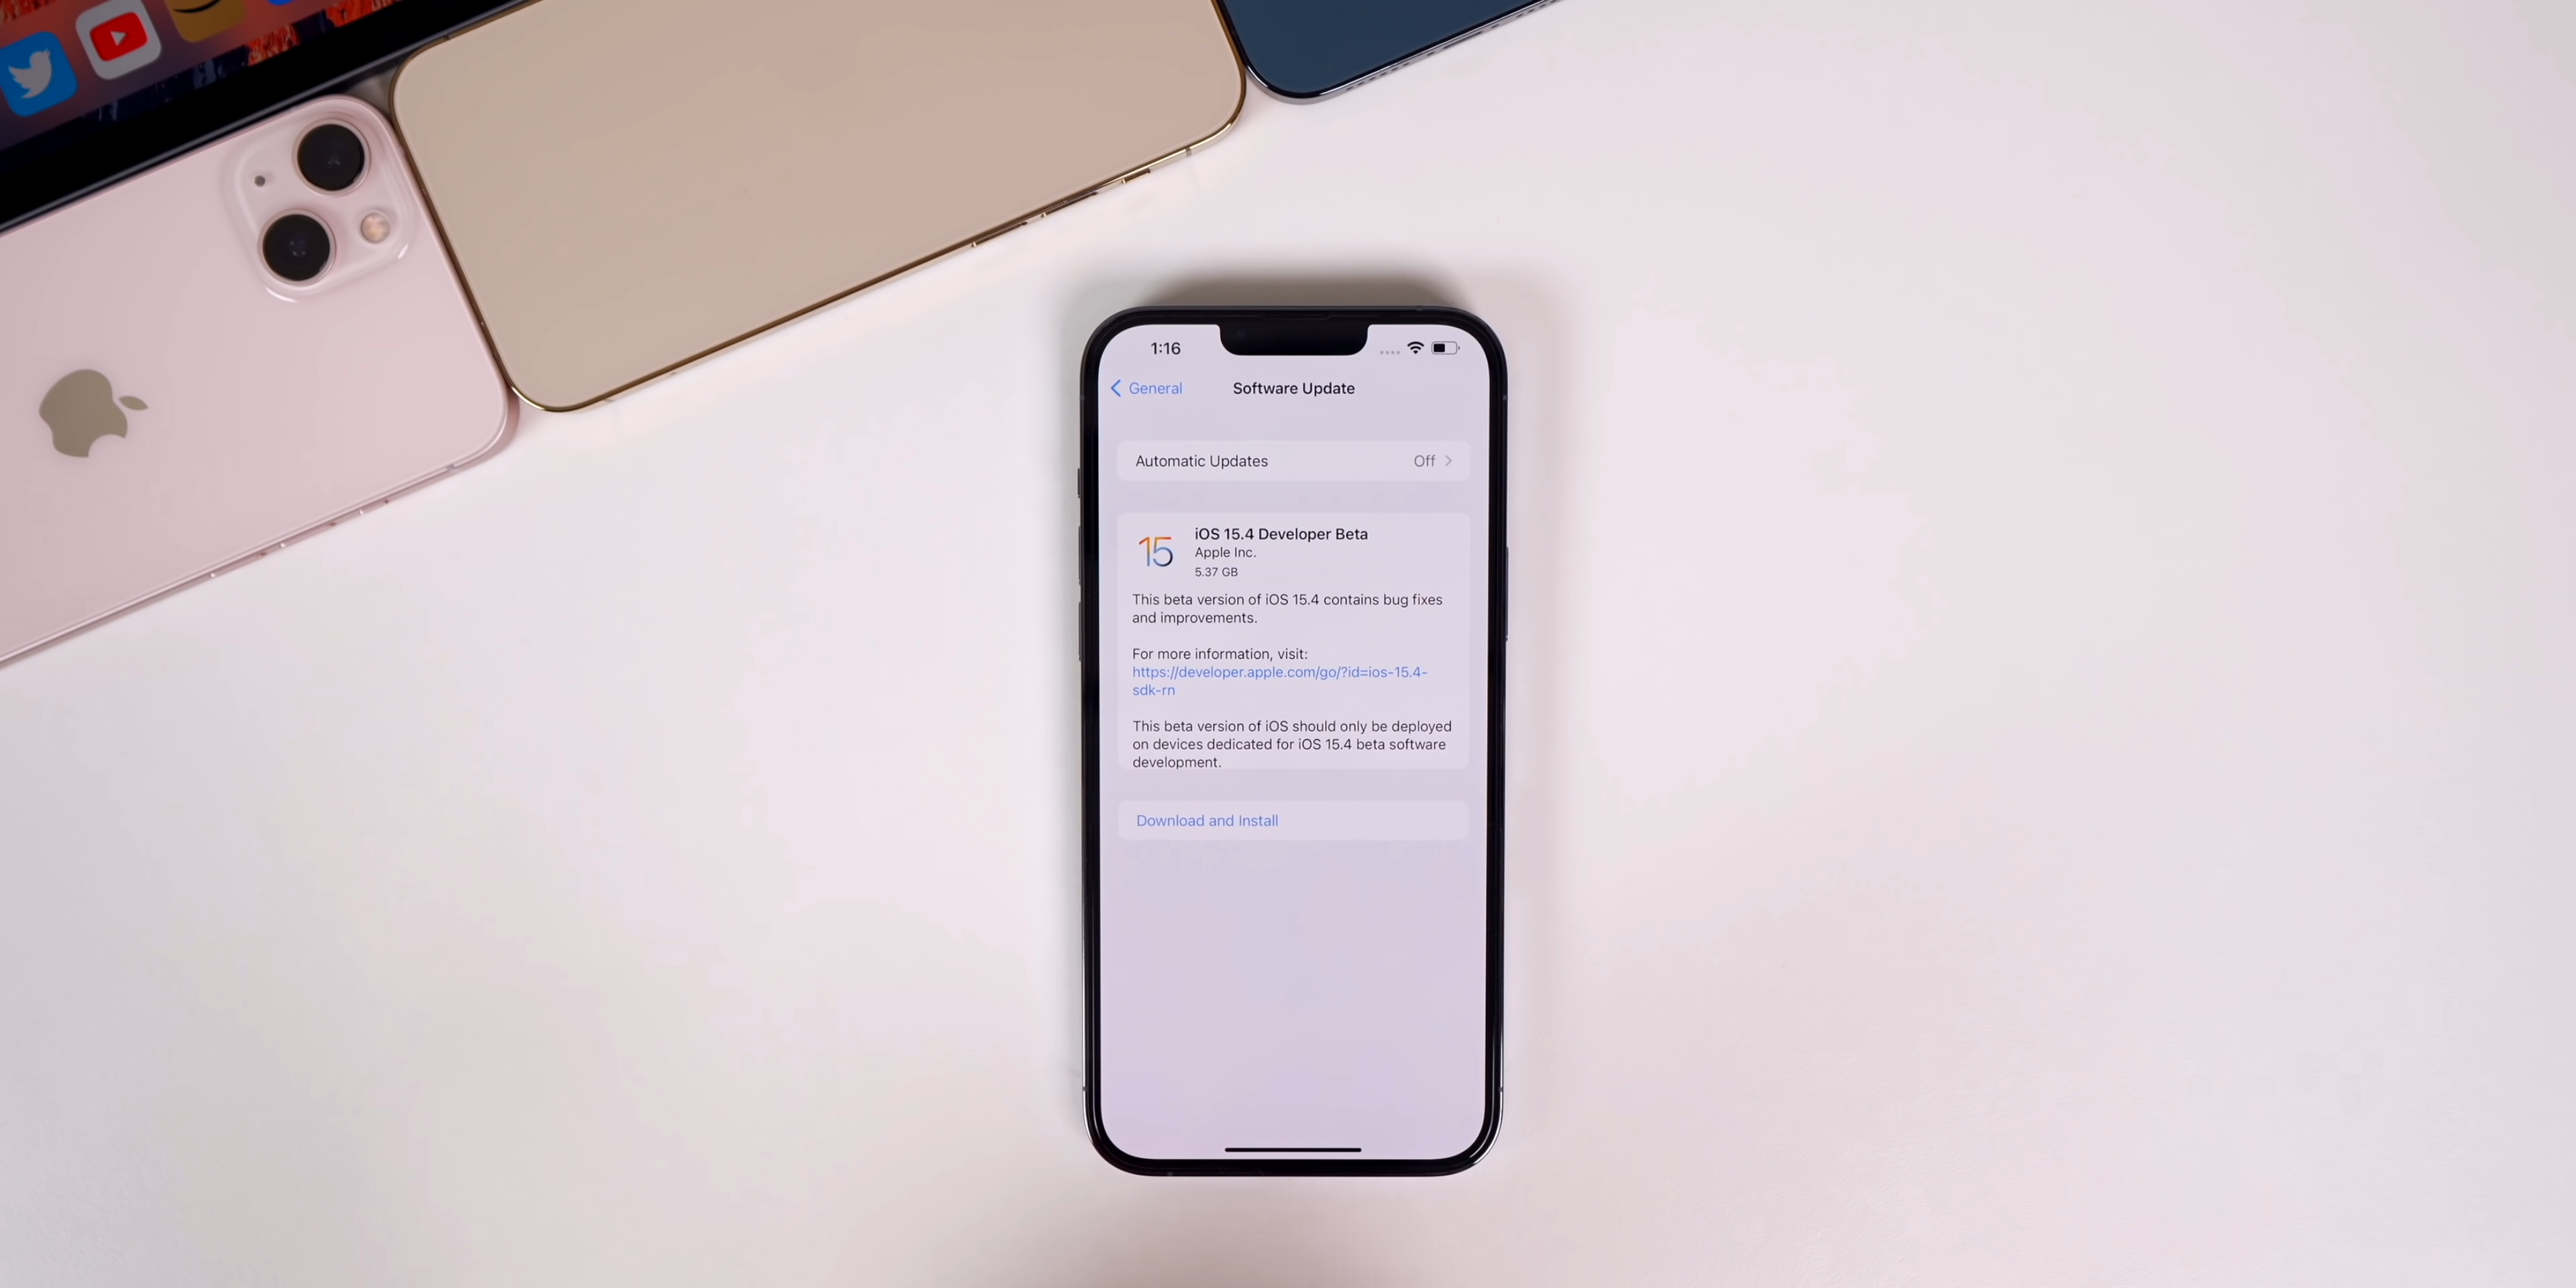 1:16
General
Software Update
Automatic Updates Off
15
iOS 15.4 Developer Beta
Apple Inc.
5.37 GB
This beta version of iOS 15.4 contains bug fixes
and improvements.
For more information, visit:
https://developer.apple.com/go/?id=ios-15.4-
sdk-rn
This beta version of iOS should only be deployed
on devices dedicated for iOS 15.4 beta software
development.
Download and Install